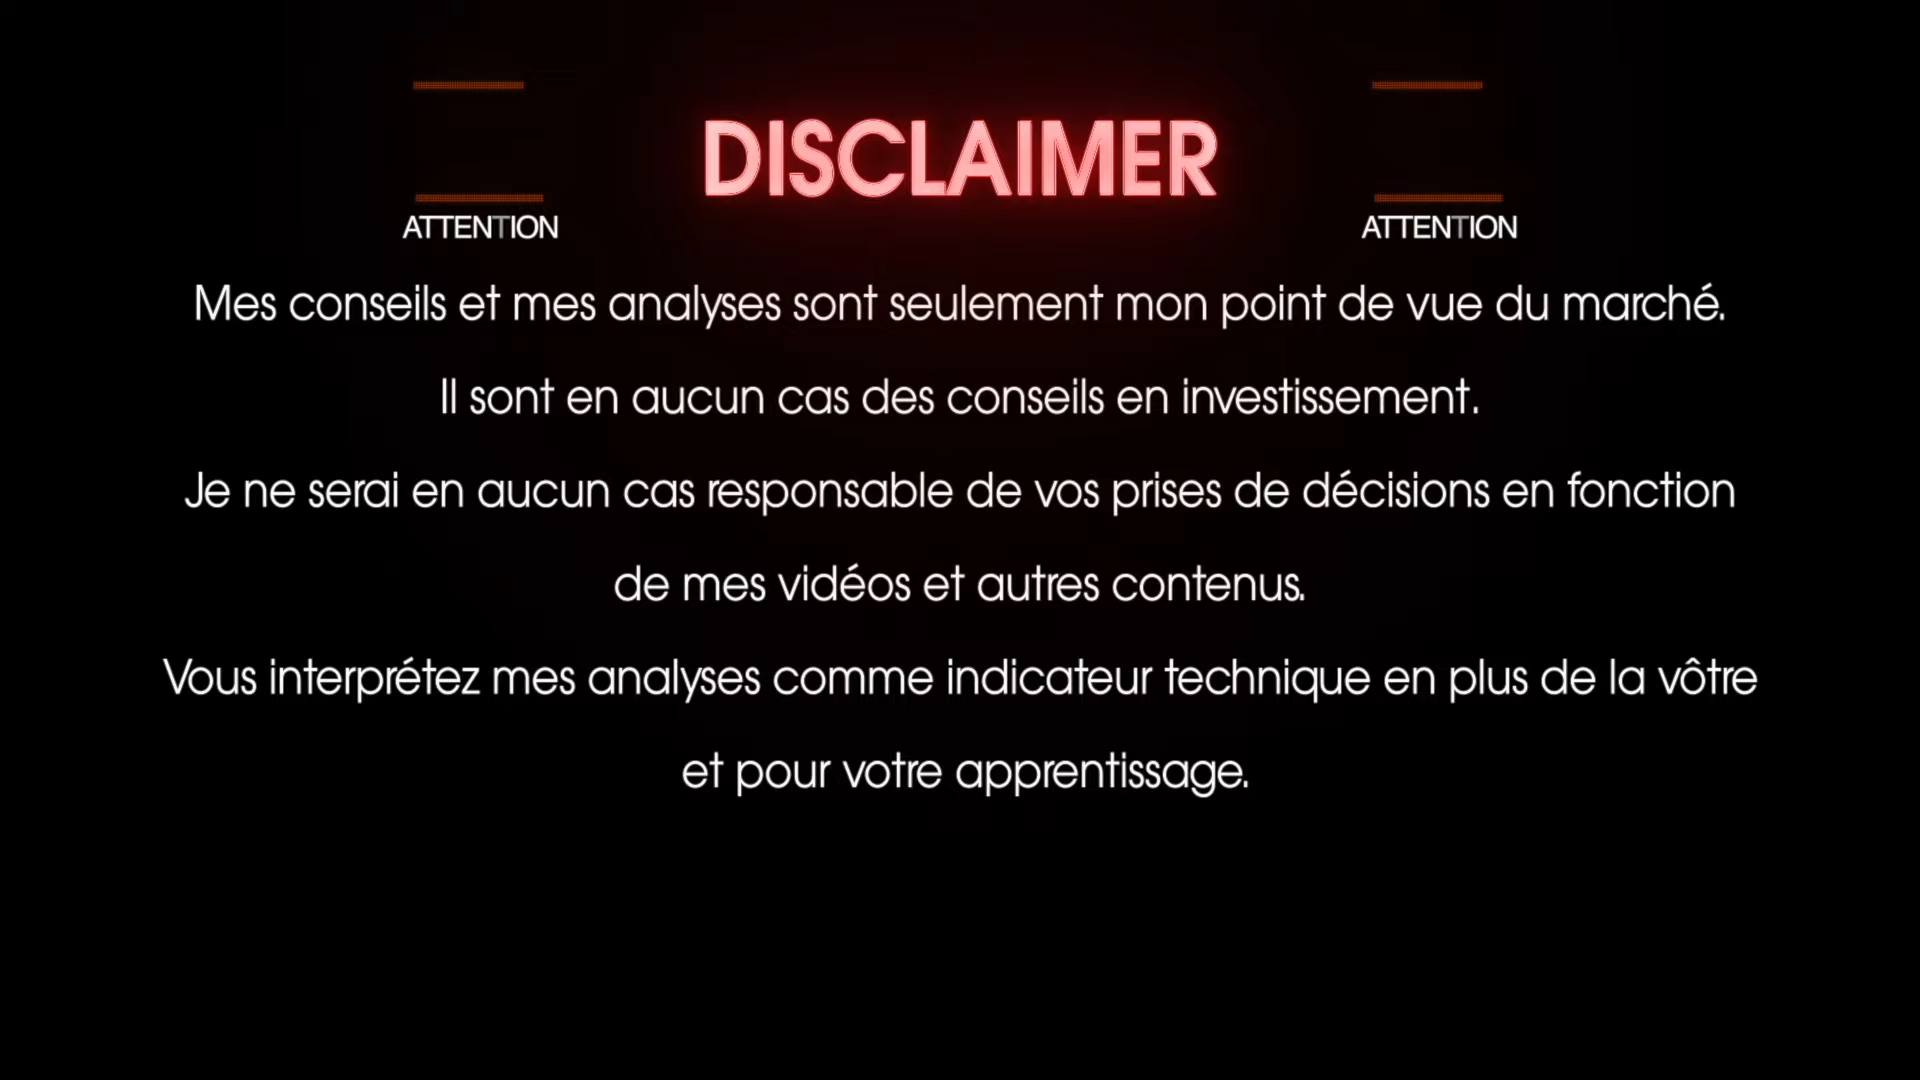 DISCLAIMER
ATTENTION
ATTENTION
Mes conseils et mes analyses sont seulement mon point de vue du marché.
Il sont en aucun cas des conseils en investissement.
Je ne serai en aucun cas responsable de vos prises de décisions en fonction
de mes vidéos et autres contenus.
Vous interprétez mes analyses comme indicateur technique en plus de la vôtre
et pour votre apprentissage.